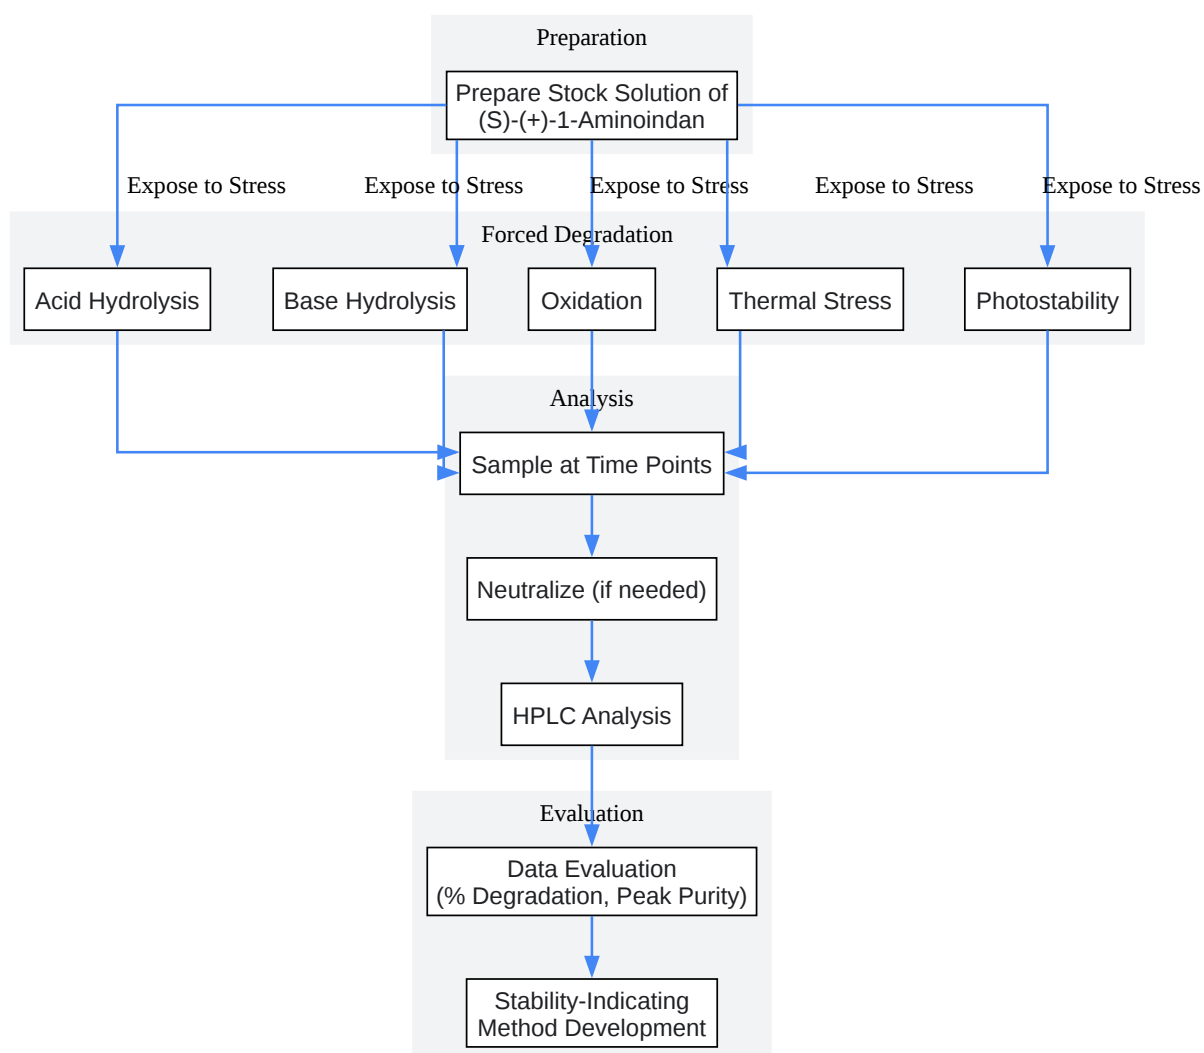 Preparation
Prepare Stock Solution of
(S)-(+)-1-Aminoindan
Expose to Stress
Expose to Stress
Expose to Stress
Expose to Stress
Expose to Stress
Forced Degradation
Acid Hydrolysis
Base Hydrolysis
Oxidation
Thermal Stress
Photostability
Analysis
Sample at Time Points
Neutralize (if needed)
HPLC Analysis
Evaluation
Data Evaluation
(% Degradation, Peak Purity)
Stability-Indicating
Method Development